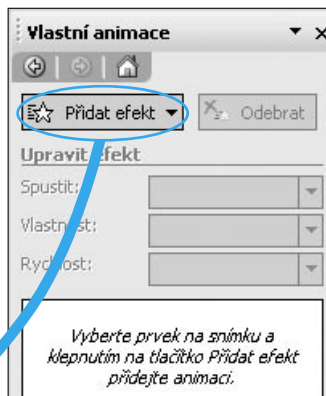 Vlastní animace
Přidat efekt
Odebrat
Upravit efekt
Spustit:
Vlastnost:
Rychlost:
Vyberte prvek na snímku a
klepnutím na tlačítko Přidat efekt
přidejte animaci.